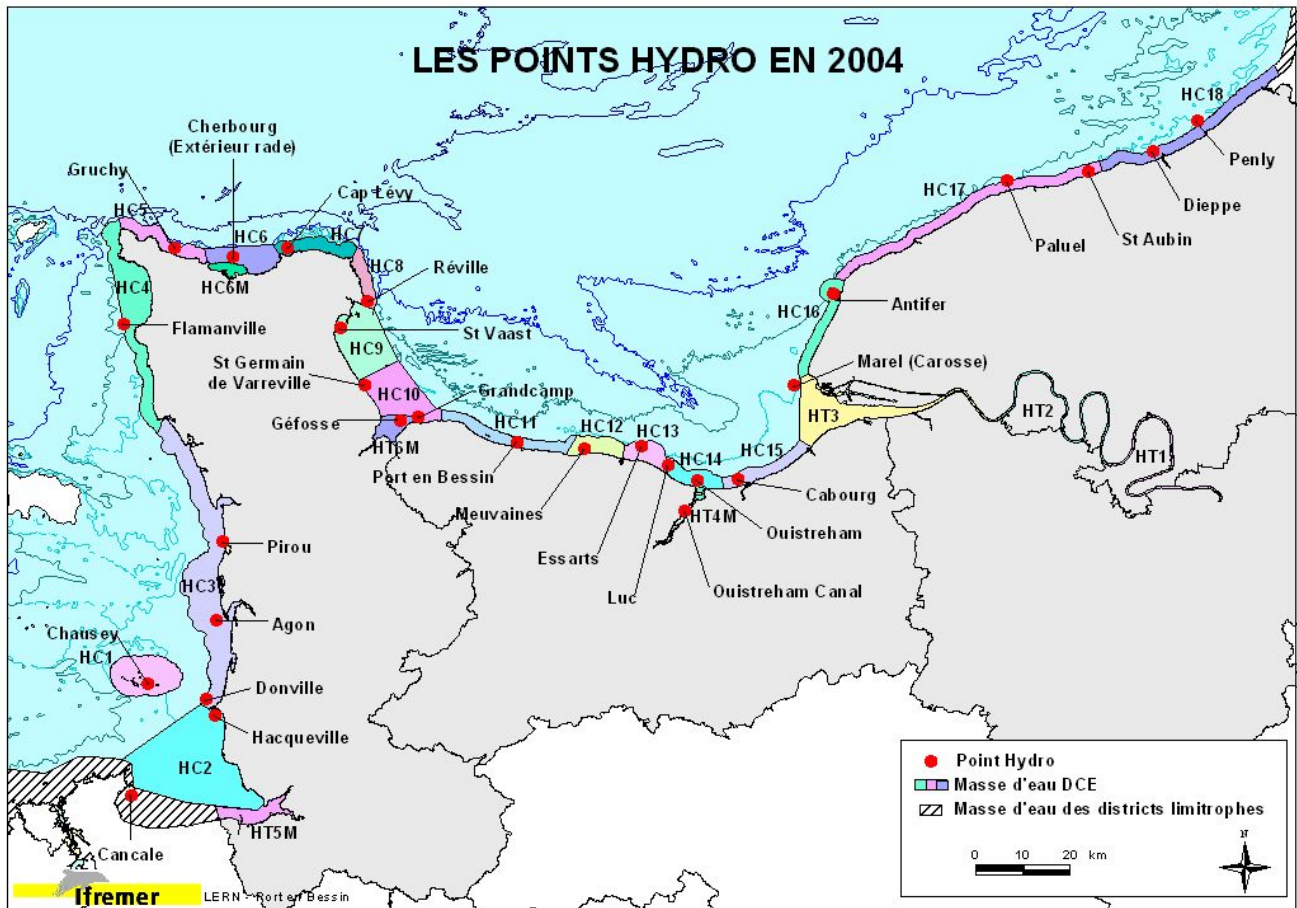 LES POINTS HYDRO EN 2004
HC18
Cherbourg
(Extérieur rade)
Penly
Gruchy
Cap Lévy
HC17
Dieppe
HC5
HC6
HC7
St Aubin
Paluel
HC8
Réville
HC4
HC6M
Antifer
HC16
Flamanville
St Vaast
HC9
St Germain
de Varreville
Marel (Carosse)
HC10
Grandcamp
HT3
HT2
Géfosse
HC11
HC12
HC13
HT6M
HC14
HC15
HT1
Port en Bessin
Cabourg
Meuvaines
HT4M
Ouistreham
Pirou
Essarts
HC3
Luc
Ouistreham Canal
Agon
Chausey
HC1
Donville
Hacqueville
HC2
HT5M
Cancale
Point Hydro
Masse d'eau DCE
Masse d'eau des districts limitrophes
N
0 10 20 km
Ifremer
LERN - Port en Bessin